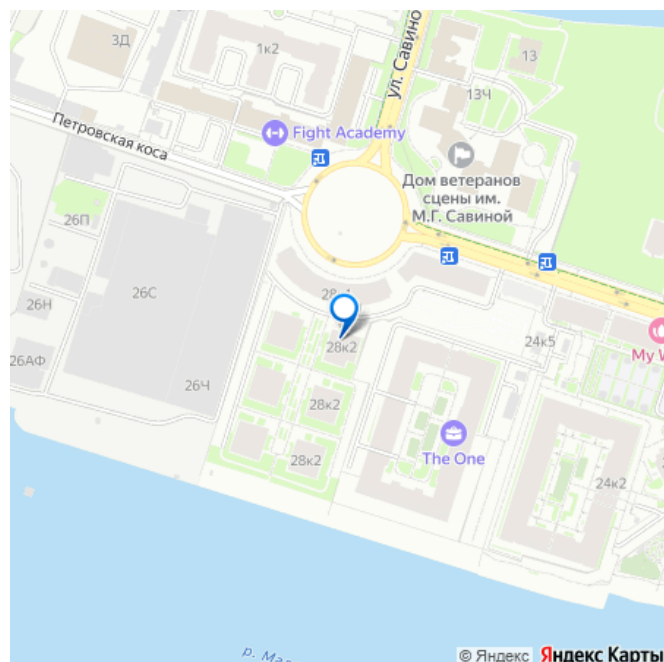 3Д
1к2
ул. Савино
13
13Ч
Петровская коса
Fight Academy
Дом ветеранов
сцены им.
М.Г. Савиной
26П
26С
26Н
28к2
24к5
My
26АФ
26Ч
28к2
The One
28к2
24к2
© Яндекс Яндекс Карты